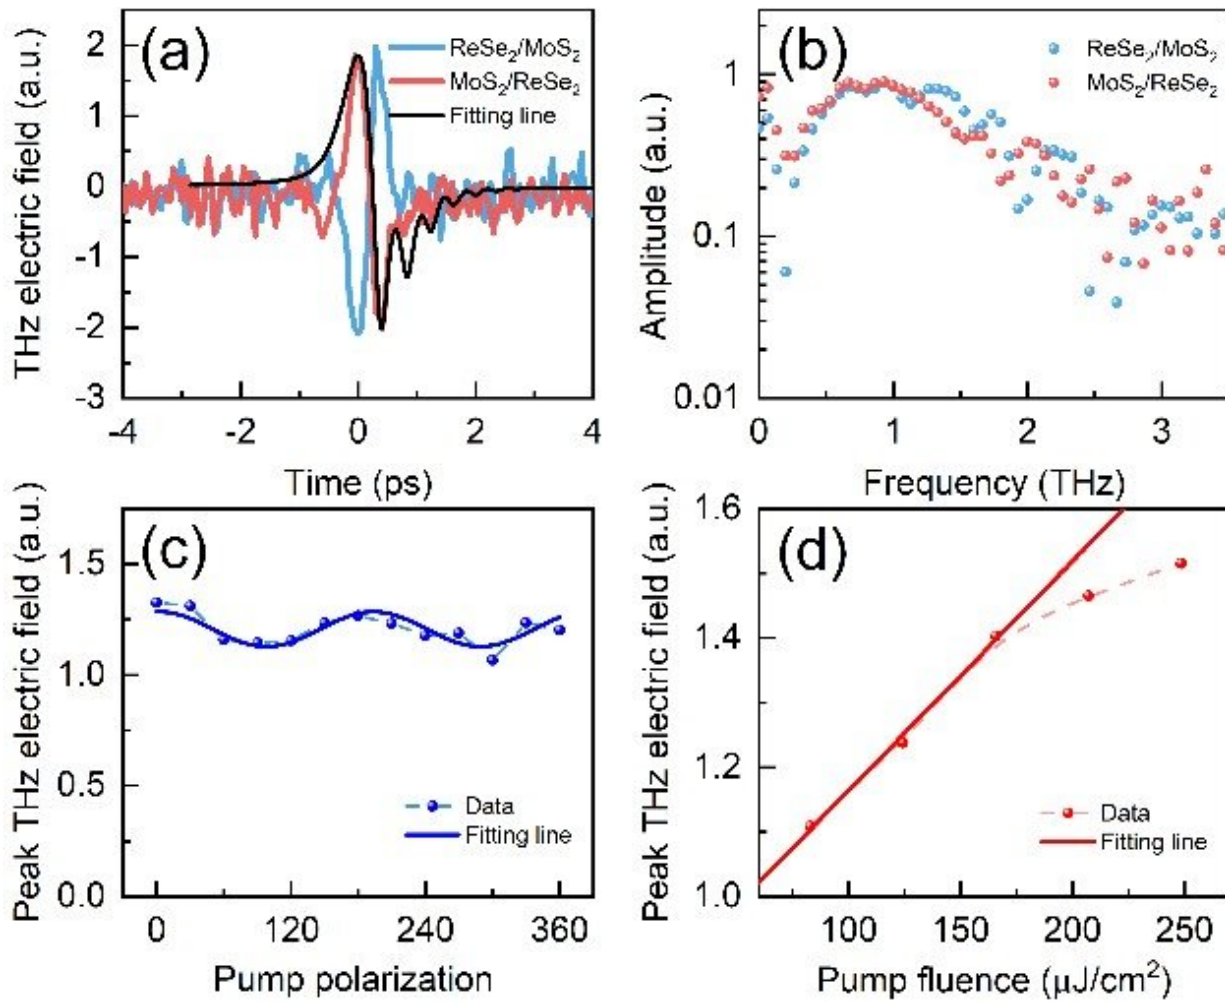 (a)
ReSe₂/MoS₂
MoS₂/ReSe₂
Fitting line
THz electric field (a.u.)
2
1
0
-1
-2
-3
-4 -2 0 2 4
Time (ps)
(b)
ReSe₂/MoS₂
MoS₂/ReSe₂
Amplitude (a.u.)
1
0.1
0.01
0 1 2 3
Frequency (THz)
(c)
Peak THz electric field (a.u.)
1.5
1.0
0.5
0.0
Data
Fitting line
0 120 240 360
Pump polarization
(d)
Peak THz electric field (a.u.)
1.6
1.4
1.2
1.0
Data
Fitting line
100 150 200 250
Pump fluence (μJ/cm²)